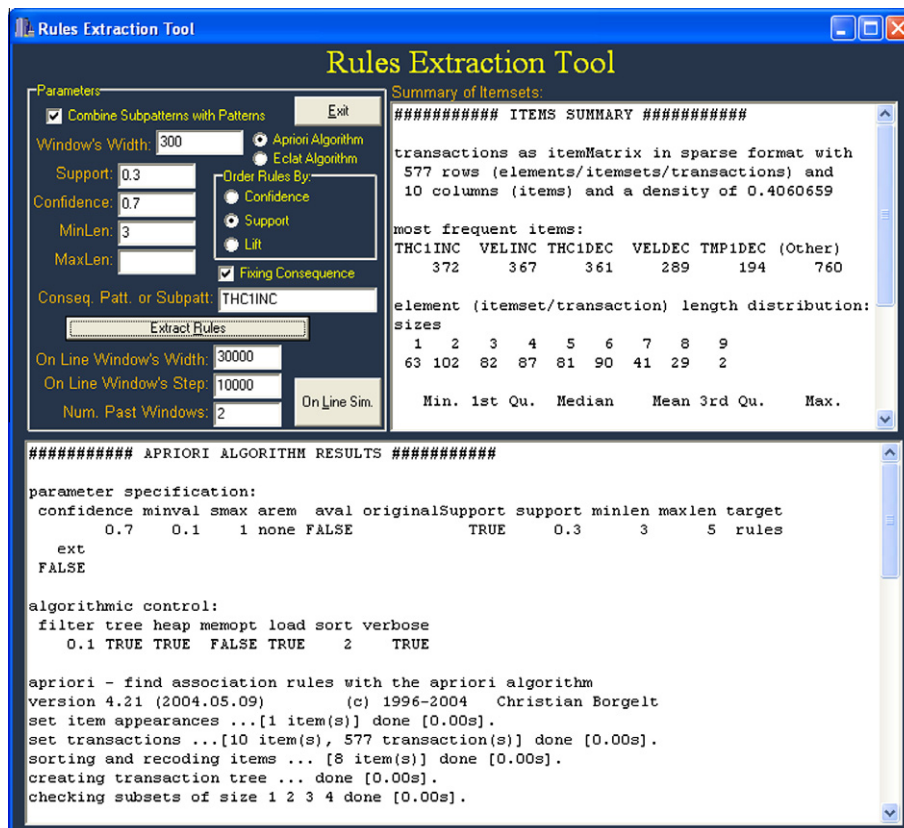 Rules Extraction Tool
Rules Extraction Tool
Parameters
Combine Subpatterns with Patterns
Exit
Window's Width: 300
Apriori Algorithm
Eclat Algorithm
Support: 0.3
Order Rules By:
Confidence: 0.7
Confidence
MinLen: 3
Support
MaxLen:
Lift
Fixing Consequence
Conseq. Patt. or Subpatt: THC1INC
Extract Rules
On Line Window's Width: 30000
On Line Window's Step: 10000
Num. Past Windows: 2
On Line Sim.
Summary of Itemsets:
########### ITEMS SUMMARY ###########
transactions as itemMatrix in sparse format with
577 rows (elements/itemsets/transactions) and
10 columns (items) and a density of 0.4060659
most frequent items:
THC1INC VELINC THC1DEC VELDEC TMP1DEC (Other)
372 367 361 289 194 760
element (itemset/transaction) length distribution:
sizes
1 2 3 4 5 6 7 8 9
63 102 82 87 81 90 41 29 2
Min. 1st Qu. Median Mean 3rd Qu. Max.
########### APRIORI ALGORITHM RESULTS ###########
parameter specification:
confidence minval smax arem aval originalSupport support minlen maxlen target
0.7 0.1 1 none FALSE TRUE 0.3 3 5 rules
ext
FALSE
algorithmic control:
filter tree heap memopt load sort verbose
0.1 TRUE TRUE FALSE TRUE 2 TRUE
apriori - find association rules with the apriori algorithm
version 4.21 (2004.05.09) (c) 1996-2004 Christian Borgelt
set item appearances ...[1 item(s)] done [0.00s].
set transactions ...[10 item(s), 577 transaction(s)] done [0.00s].
sorting and recoding items ... [8 item(s)] done [0.00s].
creating transaction tree ... done [0.00s].
checking subsets of size 1 2 3 4 done [0.00s].